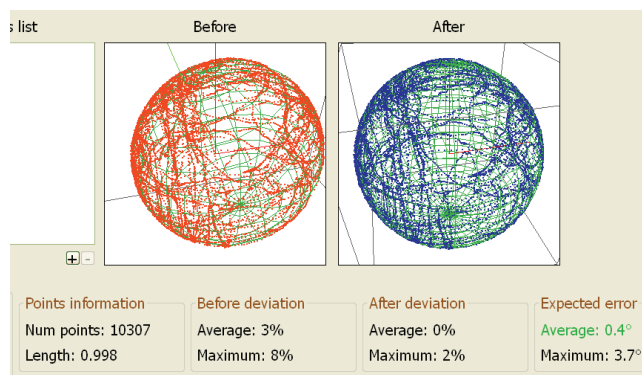 s list
Before
After
+ -
Points information
Num points: 10307
Length: 0.998
Before deviation
Average: 3%
Maximum: 8%
After deviation
Average: 0%
Maximum: 2%
Expected error
Average: 0.4°
Maximum: 3.7°